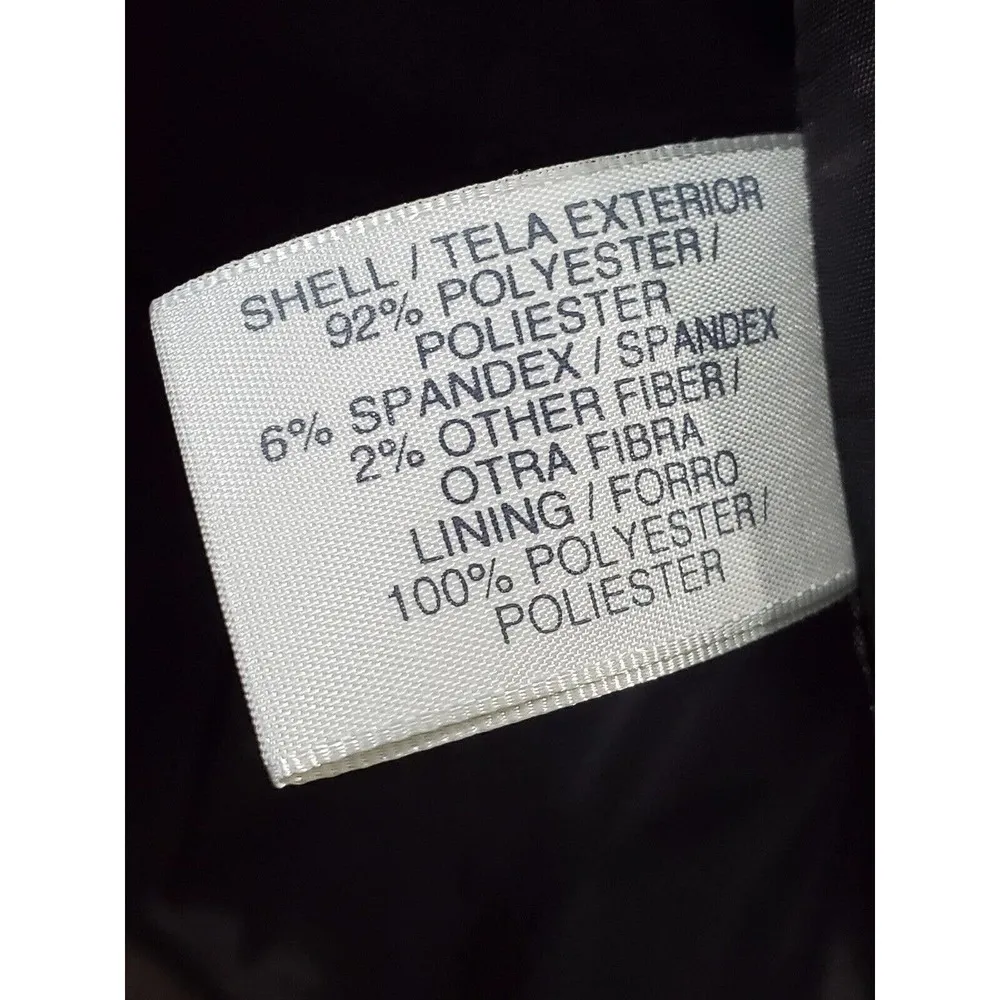 SHELL / TELA EXTERIOR
92% POLYESTER/
POLIESTER
6% SPANDEX / SPANDEX
2% OTHER FIBER/
OTRA FIBRA
LINING / FORRO
100% POLYESTER/
POLIESTER